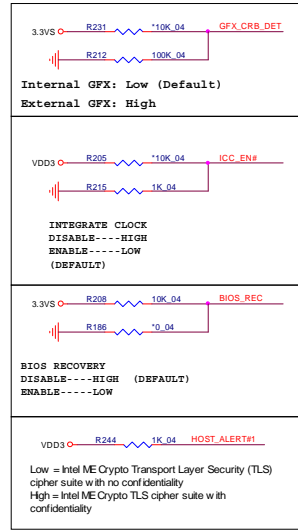 3.3VS R231 *10K_04 GFX_CRB_DET
R212 100K_04
Internal GFX: Low (Default)
External GFX: High
VDD3 R205 *10K_04 ICC_EN#
R215 1K_04
INTEGRATE CLOCK
DISABLE----HIGH
ENABLE-----LOW
(DEFAULT)
3.3VS R208 10K_04 BIOS_REC
R186 *0_04
BIOS RECOVERY
DISABLE----HIGH (DEFAULT)
ENABLE-----LOW
VDD3 R244 1K_04 HOST_ALERT#1
Low = Intel ME Crypto Transport Layer Security (TLS)
cipher suite with no confidentiality
High = Intel ME Crypto TLS cipher suite with
confidentiality